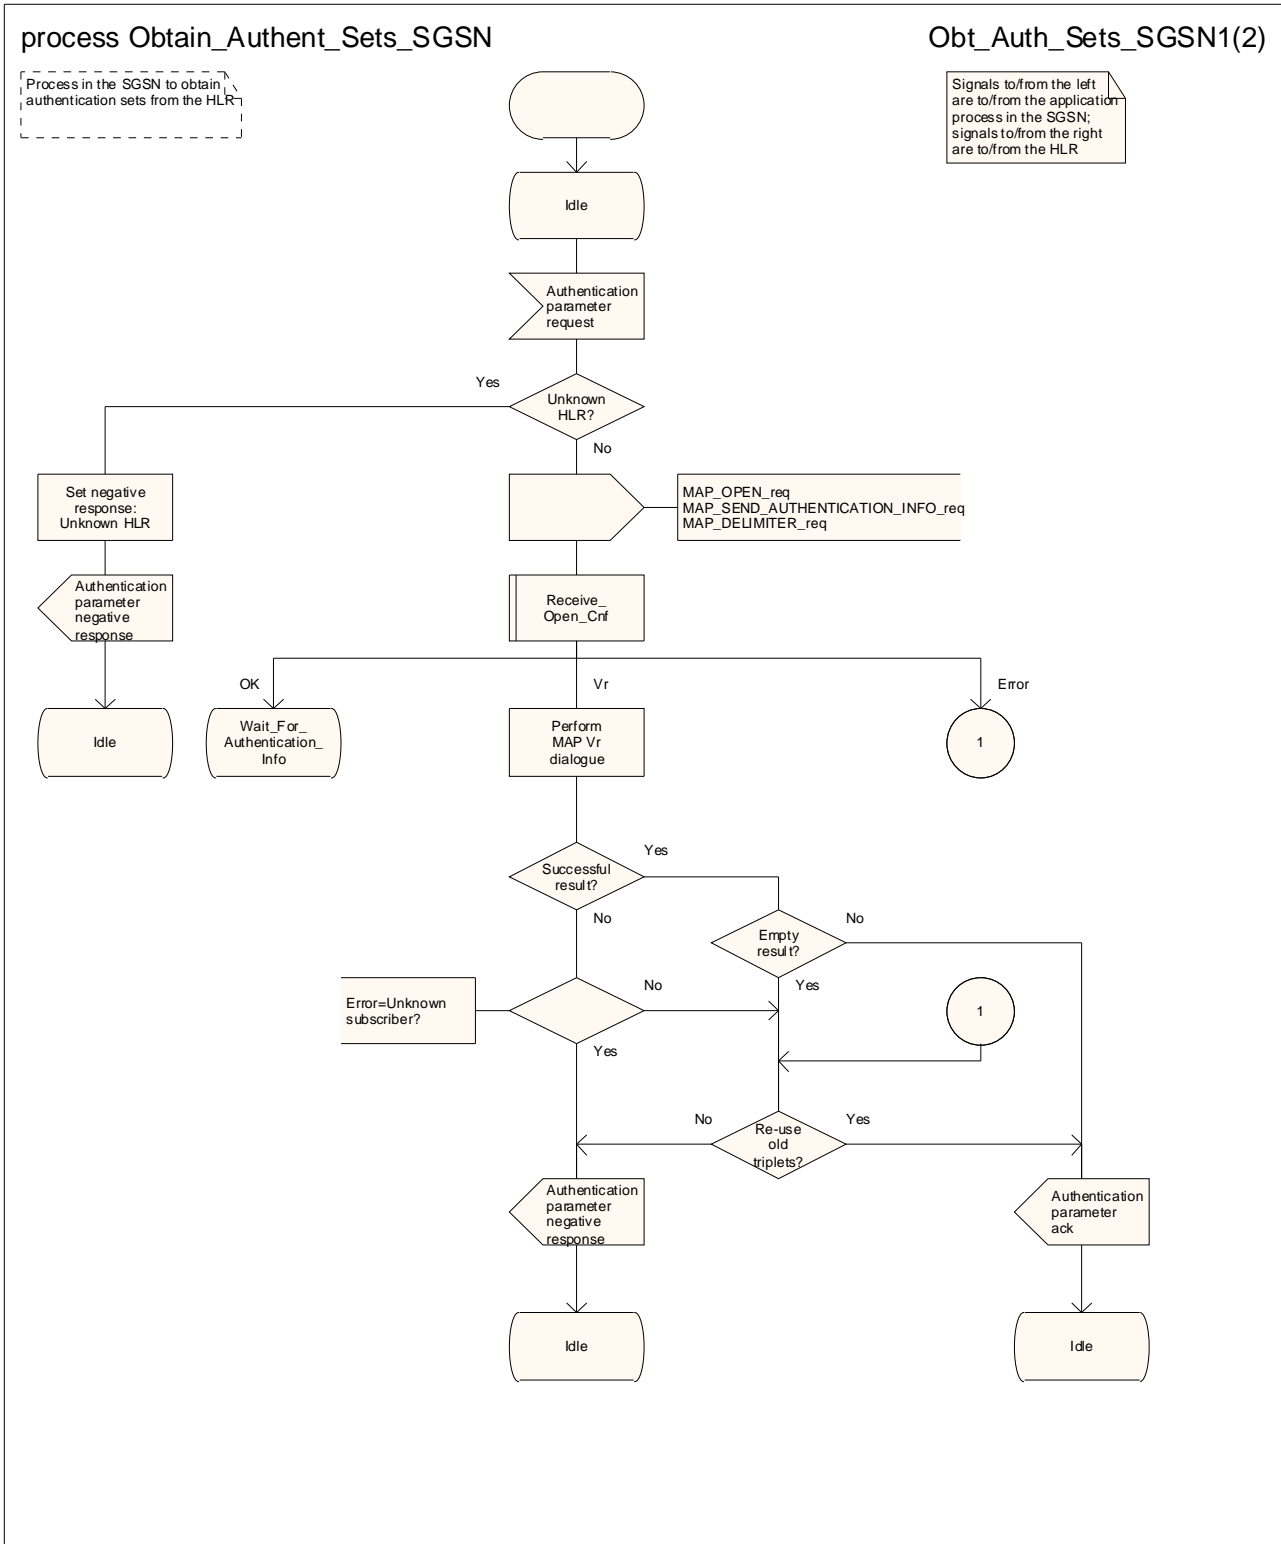 process Obtain_Authent_Sets_SGSN
Obt_Auth_Sets_SGSN1(2)
Process in the SGSN to obtain
authentication sets from the HLR
Signals to/from the left
are to/from the application
process in the SGSN;
signals to/from the right
are to/from the HLR
Idle
Authentication
parameter
request
Yes
Unknown
HLR?
No
Set negative
response:
Unknown HLR
MAP_OPEN_req
MAP_SEND_AUTHENTICATION_INFO_req
MAP_DELIMITER_req
Authentication
parameter
negative
response
Receive_
Open_Cnf
OK
Vr
Error
Idle
Wait_For_
Authentication_
Info
Perform
MAP Vr
dialogue
1
Successful
result?
Yes
No
Empty
result?
No
Yes
Error=Unknown
subscriber?
No
Yes
1
No
Re-use
old
triplets?
Yes
Authentication
parameter
negative
response
Authentication
parameter
ack
Idle
Idle